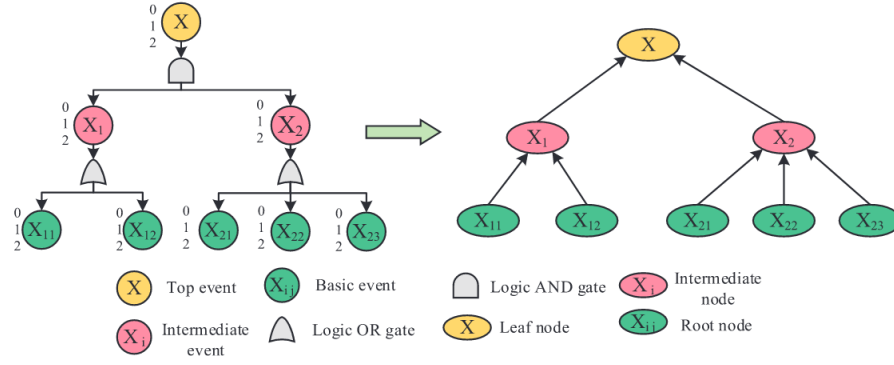 0
1
2
X
X
0
1
2
X1
0
1
2
X2
X1
X2
0
1
2
X11
0
1
2
X12
0
1
2
X21
0
1
2
X22
0
1
2
X23
X11
X12
X21
X22
X23
X Top event
Xij Basic event
Logic AND gate
Xi Intermediate
node
Xi Intermediate
event
Logic OR gate
X Leaf node
Xij Root node